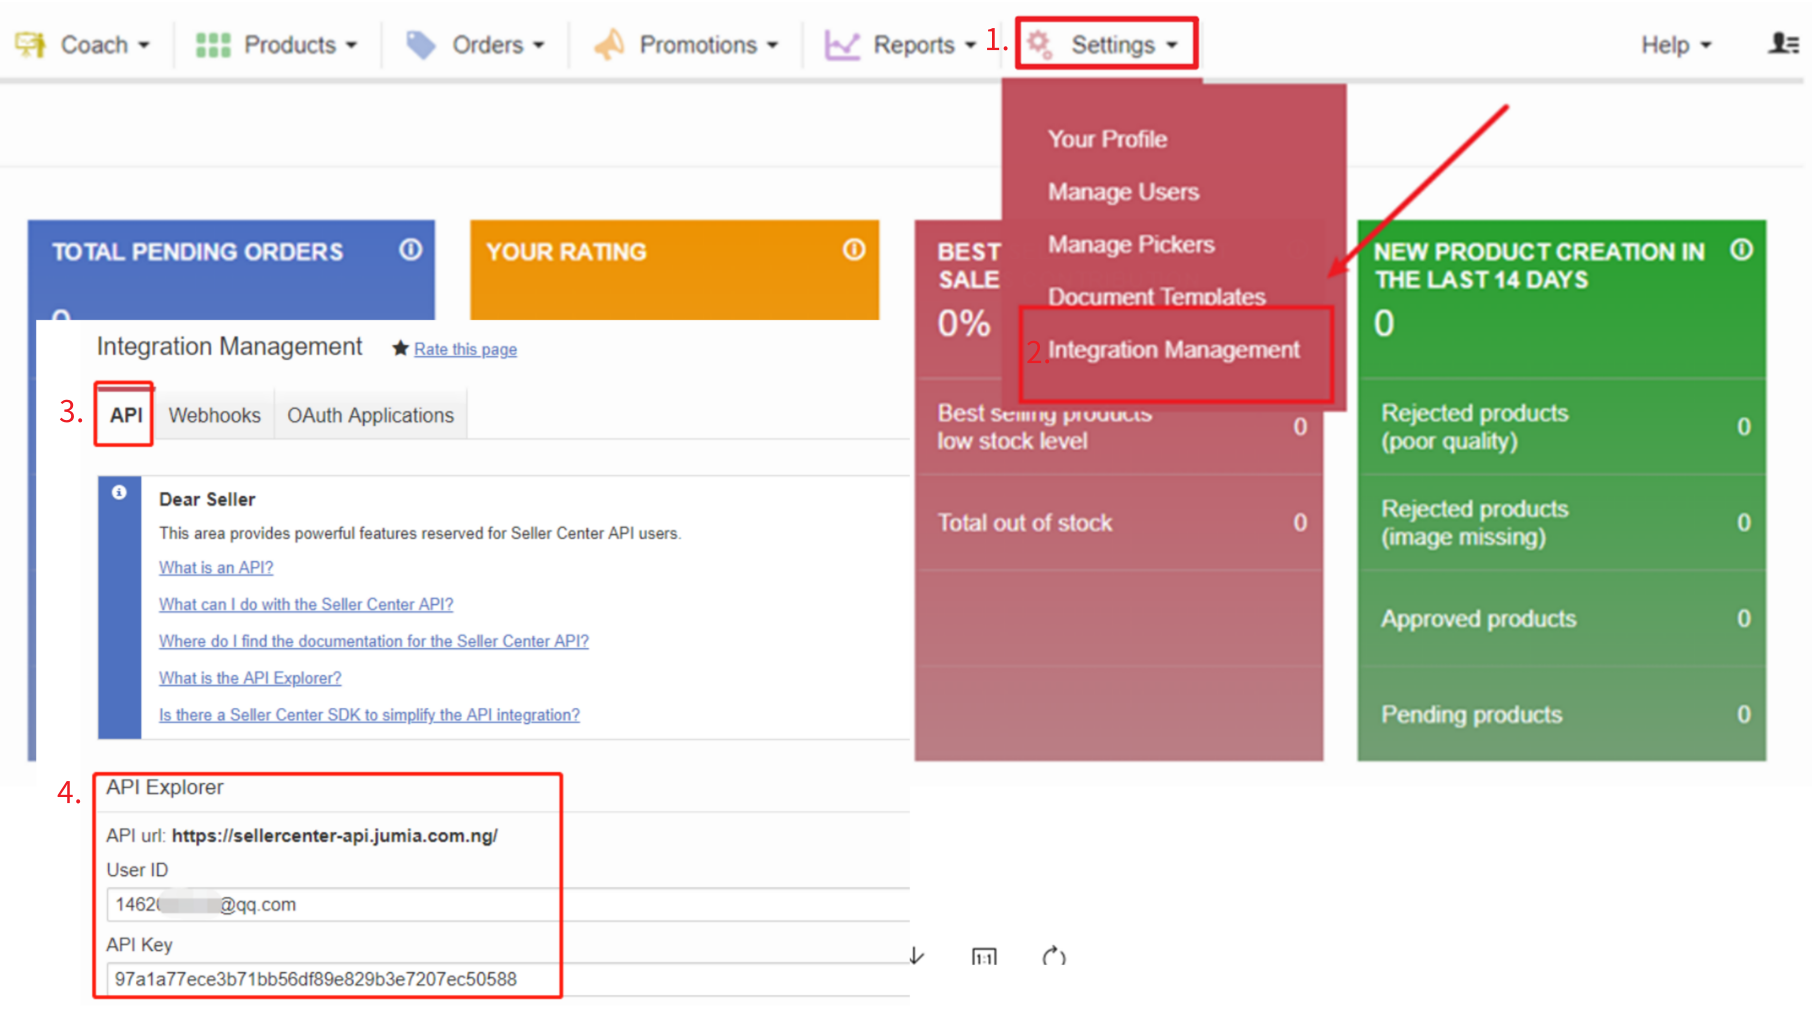 Coach
Products
Orders
Promotions
Reports
1.
Settings
Help
Your Profile
Manage Users
Manage Pickers
Document Templates
2.Integration Management
TOTAL PENDING ORDERS
0
YOUR RATING
BEST
SALE
0%
Best selling products
low stock level
0
Total out of stock
0
NEW PRODUCT CREATION IN
THE LAST 14 DAYS
0
Rejected products
(poor quality)
0
Rejected products
(image missing)
0
Approved products
0
Pending products
0
Integration Management
Rate this page
3.
API
Webhooks
OAuth Applications
Dear Seller
This area provides powerful features reserved for Seller Center API users.
What is an API?
What can I do with the Seller Center API?
Where do I find the documentation for the Seller Center API?
What is the API Explorer?
Is there a Seller Center SDK to simplify the API integration?
4.
API Explorer
API url: https://sellercenter-api.jumia.com.ng/
User ID
1462 @qq.com
API Key
97a1a77ece3b71bb56df89e829b3e7207ec50588
1:1